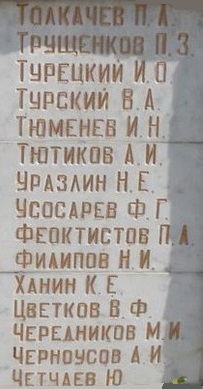 ТОЛКАЧЕВ П.А.
ТРУЩЕНКОВ П.З.
ТУРЕЦКИЙ И.О
ТУРСКИЙ В.А.
ТЮМЕНЕВ И.Н.
ТЮТИКОВ А.И.
УРАЗЛИН Н.Е.
УСОСАРЕВ Ф.Г.
ФЕОКТИСТОВ П.А.
ФИЛИПОВ Н.И.
ХАНИН К.Е.
ЦВЕТКОВ В.Ф.
ЧЕРЕДНИКОВ М.И.
ЧЕРНОУСОВ А.И.
ЧЕТЧАЕВ Ю